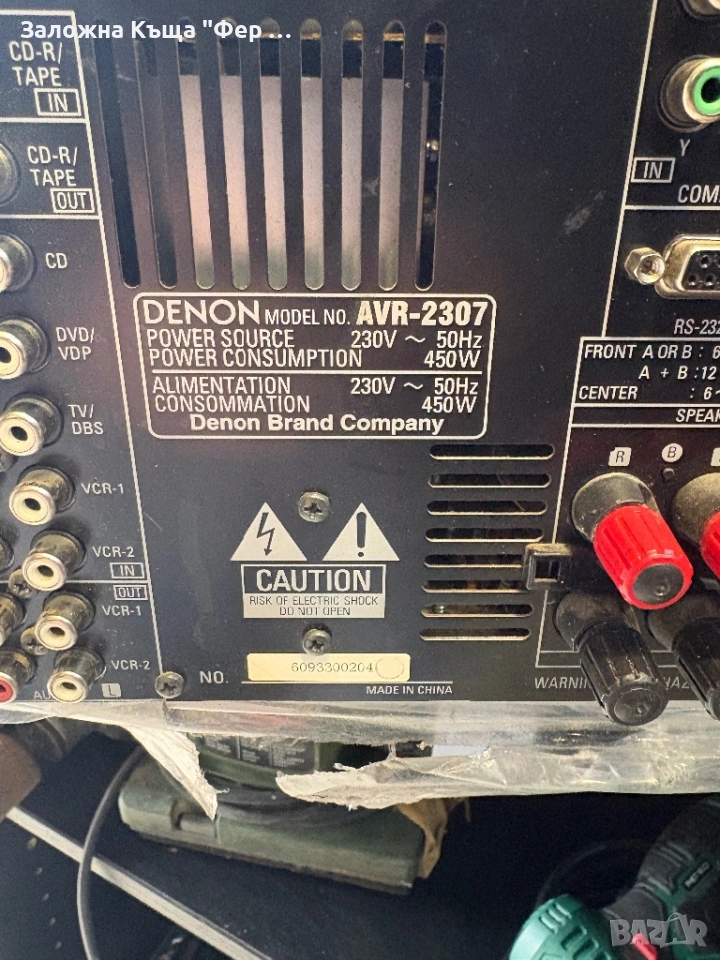 Заложна Къща "Фер ...
CD-R/
TAPE
IN
CD-R/
TAPE
OUT
CD
DVD/
VDP
TV/
DBS
VCR-1
VCR-2
IN
OUT
VCR-1
VCR-2
L
DENON MODEL NO. AVR-2307
POWER SOURCE 230V ~ 50Hz
POWER CONSUMPTION 450W
ALIMENTATION 230V ~ 50Hz
CONSOMMATION 450W
Denon Brand Company
CAUTION
RISK OF ELECTRIC SHOCK
DO NOT OPEN
NO. 6093300204
MADE IN CHINA
Y
IN
COM
RS-232
FRONT A OR B : 6
A + B : 12
CENTER : 6~
SPEAK
R
B
WARNIN
BAZAR